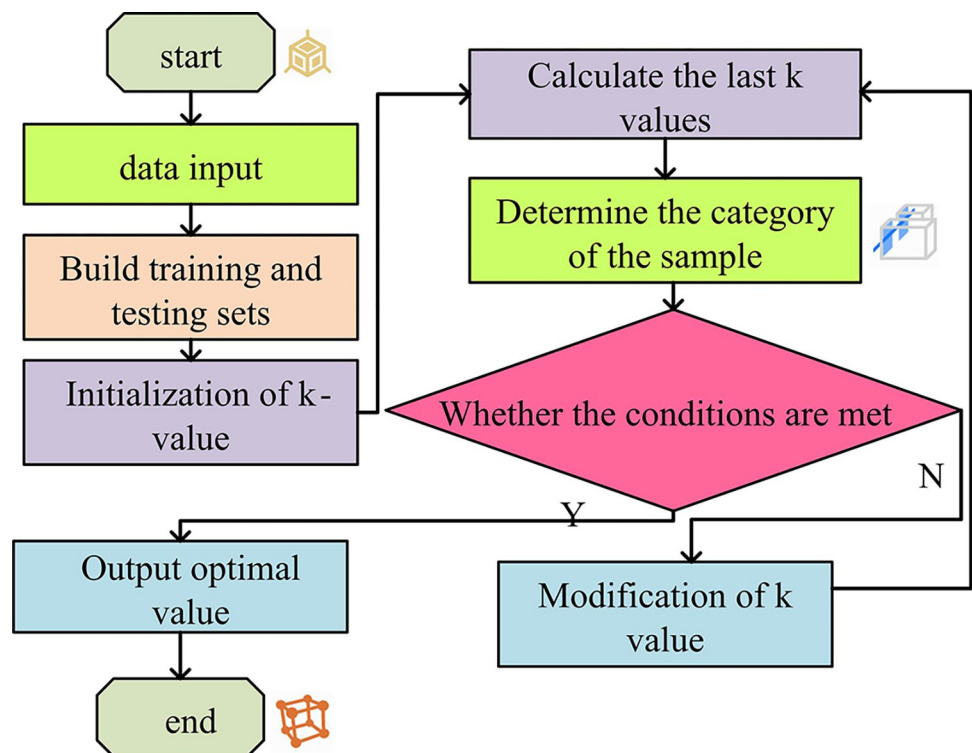 start
data input
Build training and
testing sets
Initialization of k-
value
Calculate the last k
values
Determine the category
of the sample
Whether the conditions are met
N
Y
Modification of k
value
Output optimal
value
end